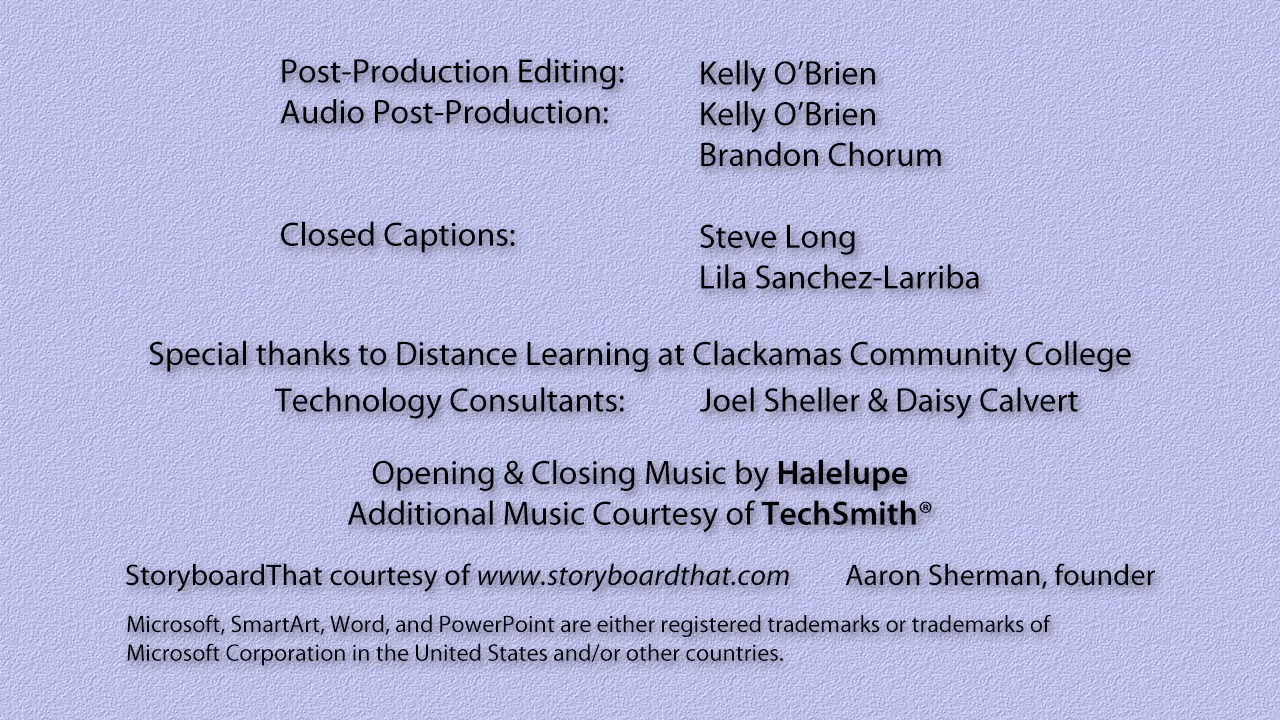 Post-Production Editing: Kelly O’Brien
Audio Post-Production: Kelly O’Brien
Brandon Chorum
Closed Captions: Steve Long
Lila Sanchez-Larriba
Special thanks to Distance Learning at Clackamas Community College
Technology Consultants: Joel Sheller & Daisy Calvert
Opening & Closing Music by Halelupe
Additional Music Courtesy of TechSmith®
StoryboardThat courtesy of www.storyboardthat.com Aaron Sherman, founder
Microsoft, SmartArt, Word, and PowerPoint are either registered trademarks or trademarks of
Microsoft Corporation in the United States and/or other countries.